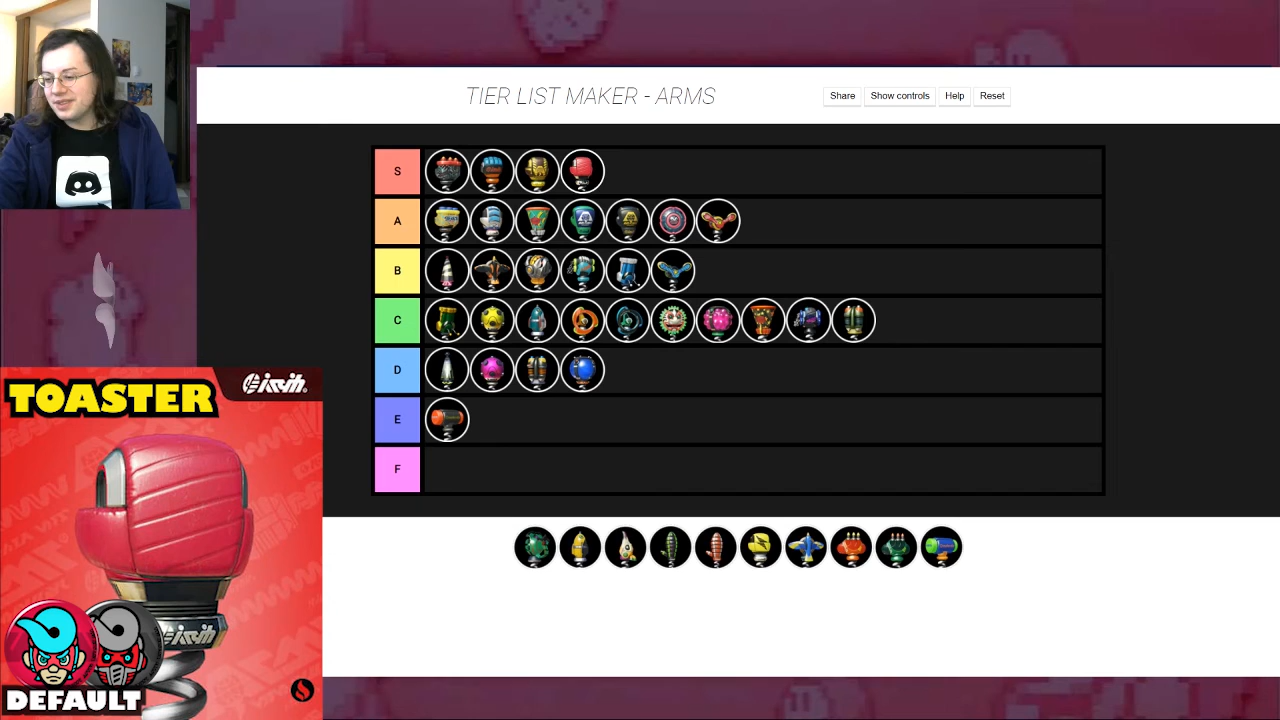 TIER LIST MAKER - ARMS
Share
Show controls
Help
Reset
S
A
B
C
D
E
F
TOASTER
DEFAULT